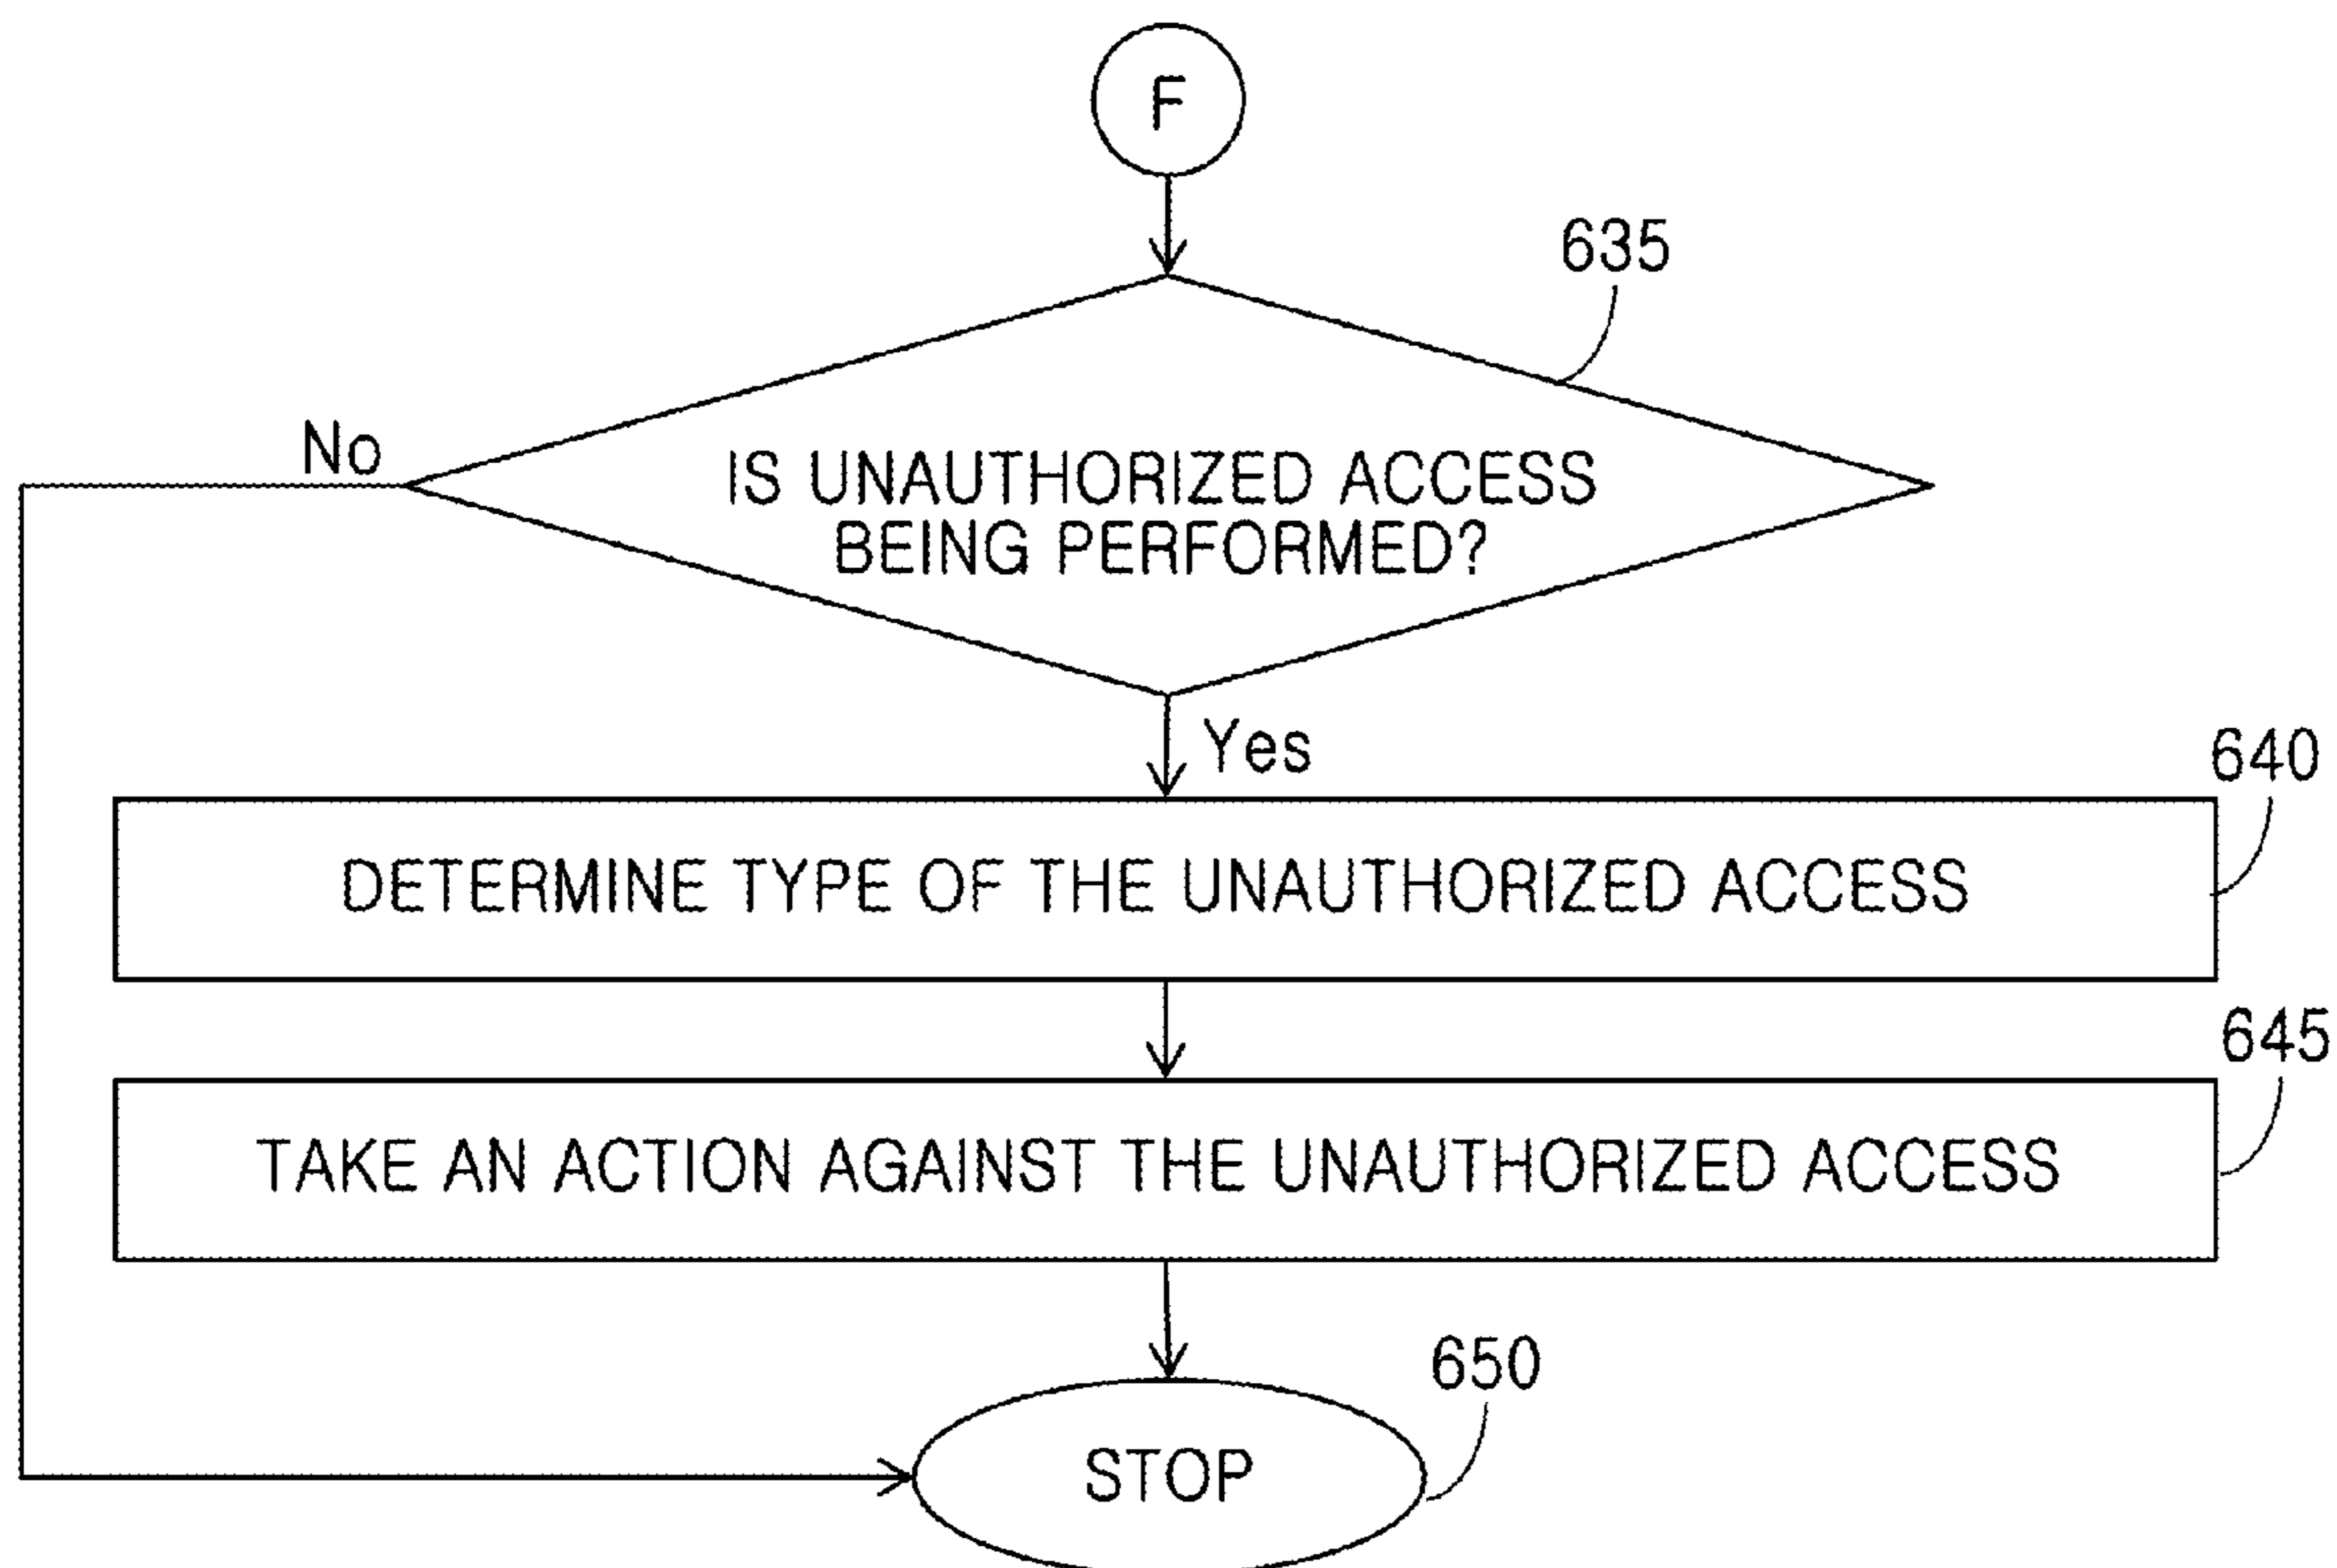 F
635
No
IS UNAUTHORIZED ACCESS
BEING PERFORMED?
Yes
640
DETERMINE TYPE OF THE UNAUTHORIZED ACCESS
645
TAKE AN ACTION AGAINST THE UNAUTHORIZED ACCESS
650
STOP